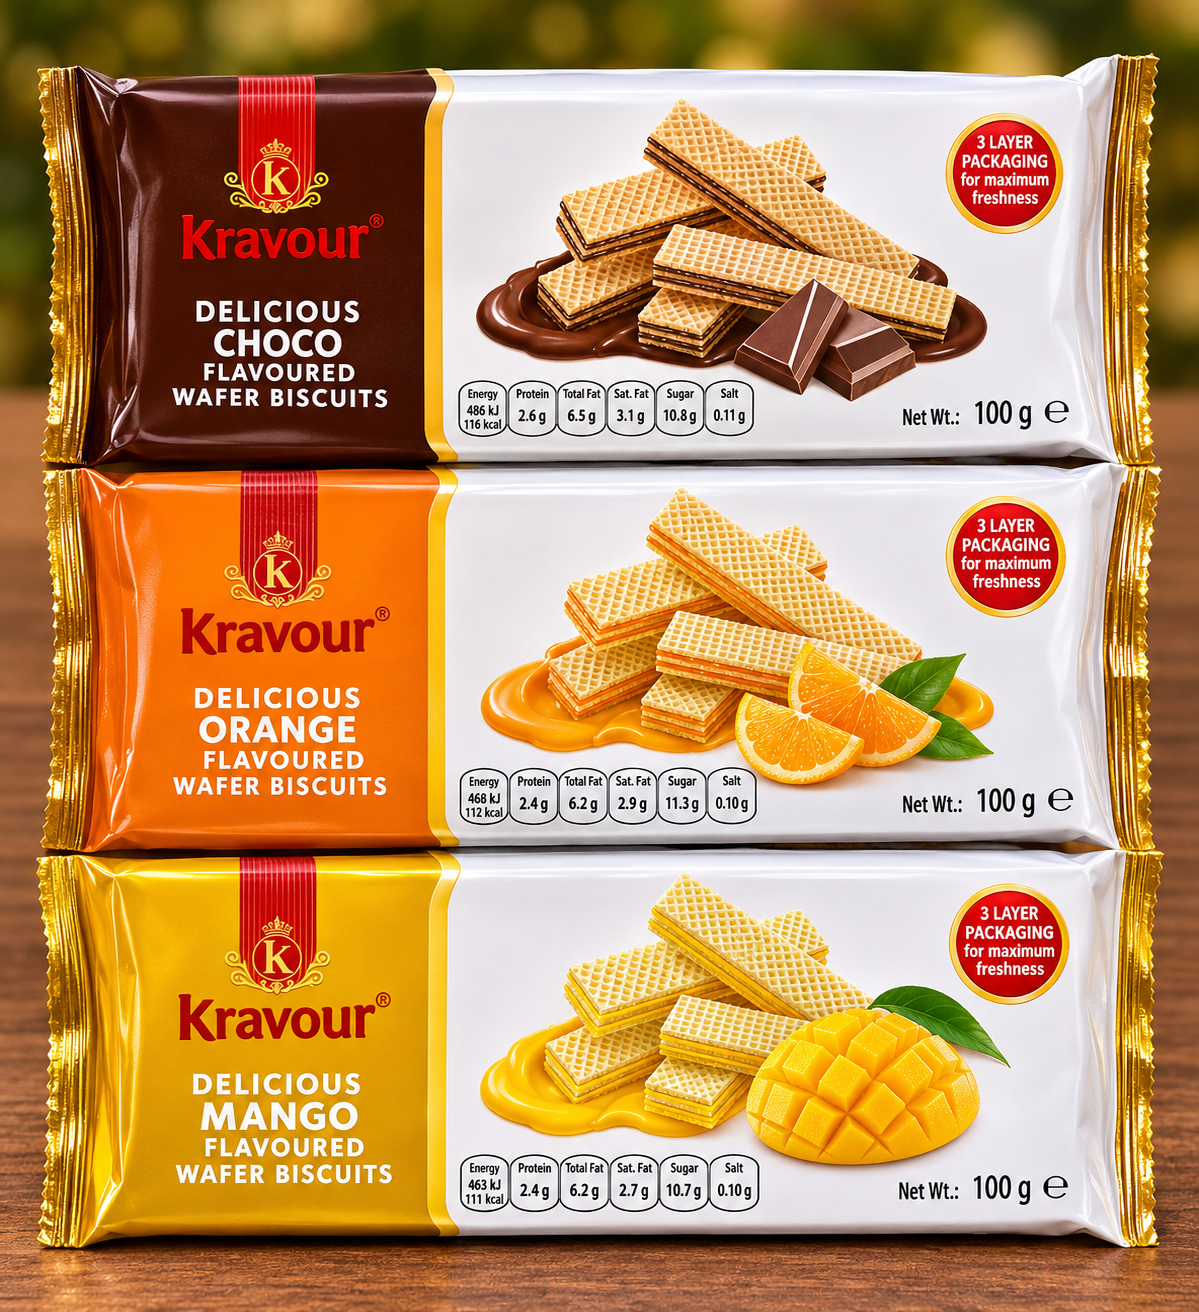 K
Kravour®
DELICIOUS
CHOCO
FLAVOURED
WAFER BISCUITS
3 LAYER
PACKAGING
for maximum
freshness
Energy Protein Total Fat Sat. Fat Sugar Salt
486 kJ 2.6 g 6.5 g 3.1 g 10.8 g 0.11 g
116 kcal
Net Wt.: 100 g ℮
K
Kravour®
DELICIOUS
ORANGE
FLAVOURED
WAFER BISCUITS
3 LAYER
PACKAGING
for maximum
freshness
Energy Protein Total Fat Sat. Fat Sugar Salt
468 kJ 2.4 g 6.2 g 2.9 g 11.3 g 0.10 g
112 kcal
Net Wt.: 100 g ℮
K
Kravour®
DELICIOUS
MANGO
FLAVOURED
WAFER BISCUITS
3 LAYER
PACKAGING
for maximum
freshness
Energy Protein Total Fat Sat. Fat Sugar Salt
463 kJ 2.4 g 6.2 g 2.7 g 10.7 g 0.10 g
111 kcal
Net Wt.: 100 g ℮